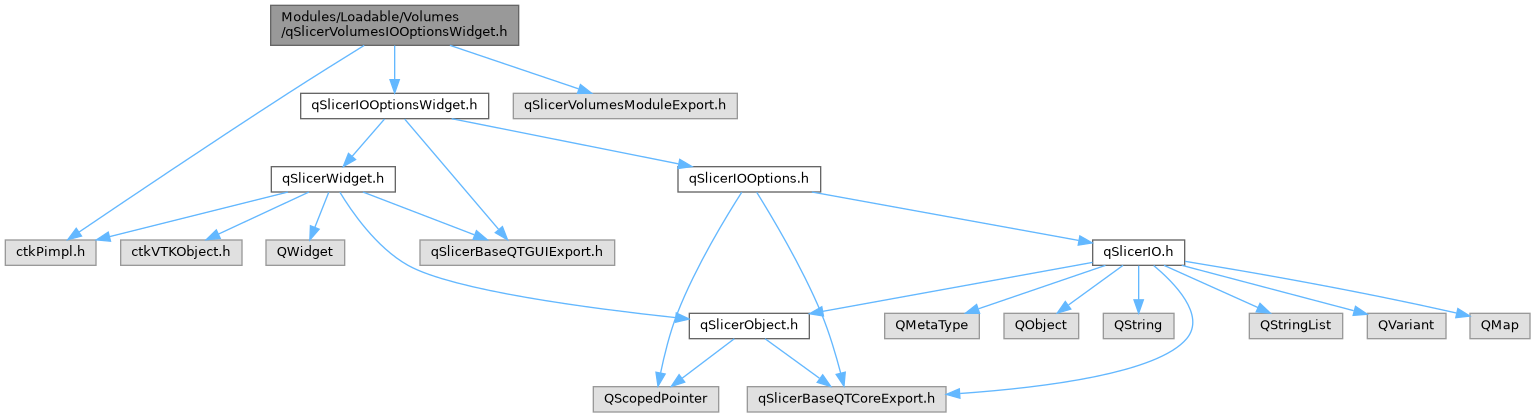 Modules/Loadable/Volumes
/qSlicerVolumesIOOptionsWidget.h
qSlicerIOOptionsWidget.h
qSlicerVolumesModuleExport.h
qSlicerWidget.h
qSlicerIOOptions.h
ctkPimpl.h
ctkVTKObject.h
QWidget
qSlicerBaseQTGUIExport.h
qSlicerIO.h
qSlicerObject.h
QMetaType
QObject
QString
QStringList
QVariant
QMap
QScopedPointer
qSlicerBaseQTCoreExport.h